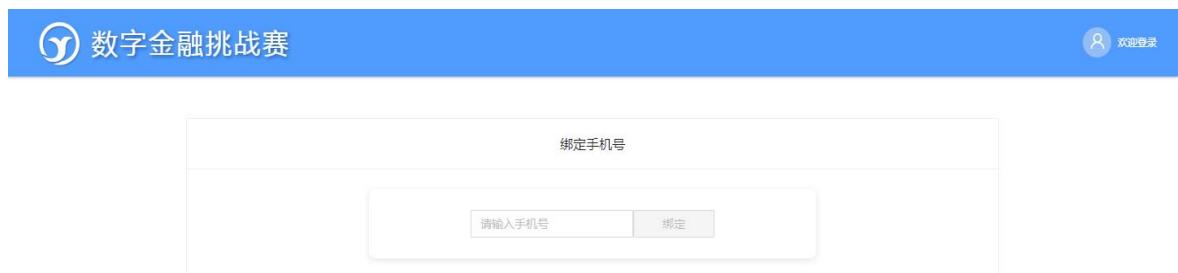 数字金融挑战赛
欢迎登录
绑定手机号
请输入手机号
绑定